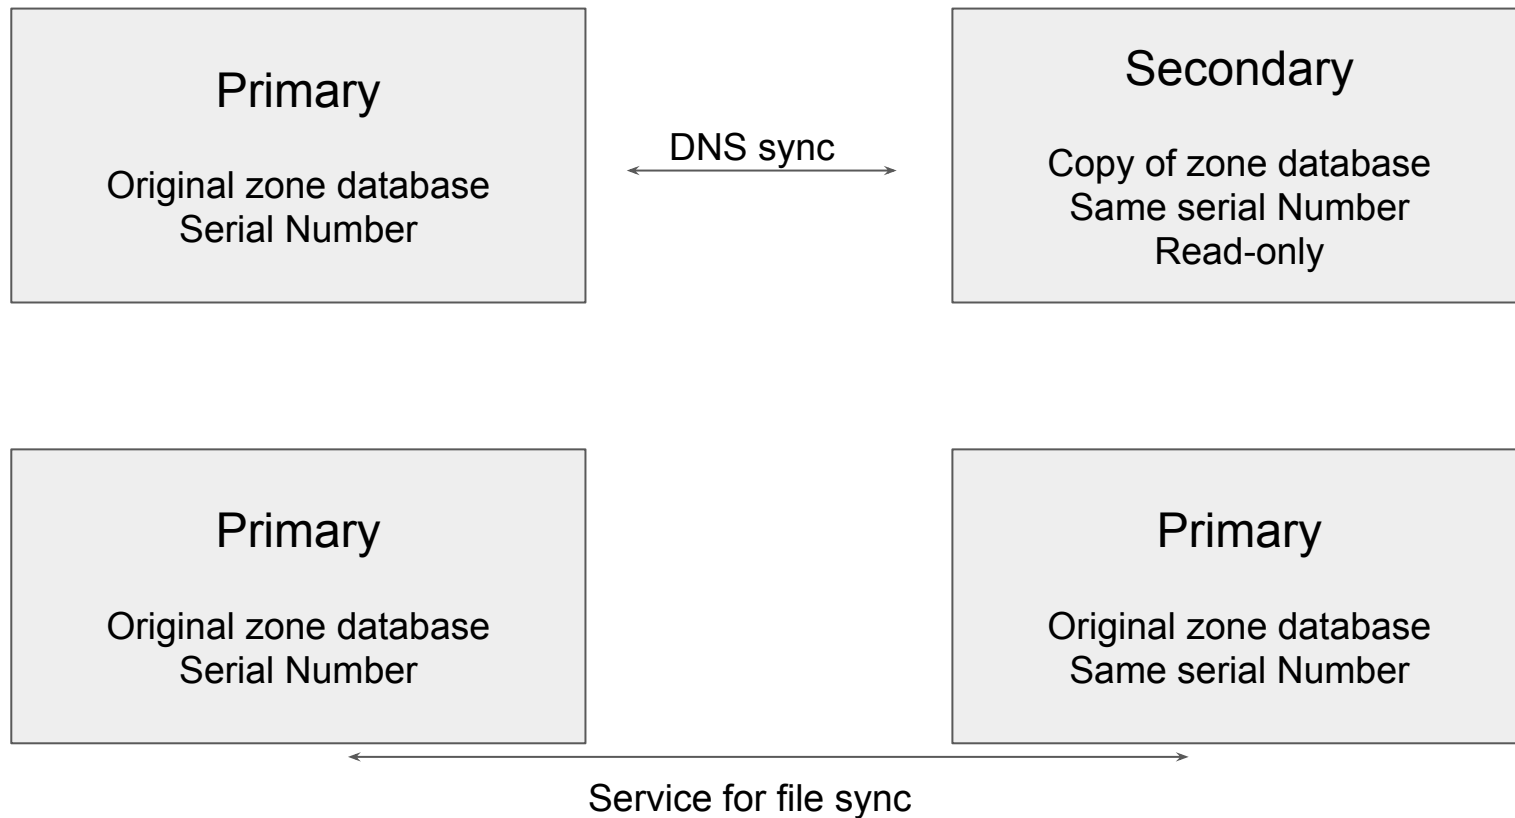 Primary
Original zone database
Serial Number
DNS sync
Secondary
Copy of zone database
Same serial Number
Read-only
Primary
Original zone database
Serial Number
Primary
Original zone database
Same serial Number
Service for file sync